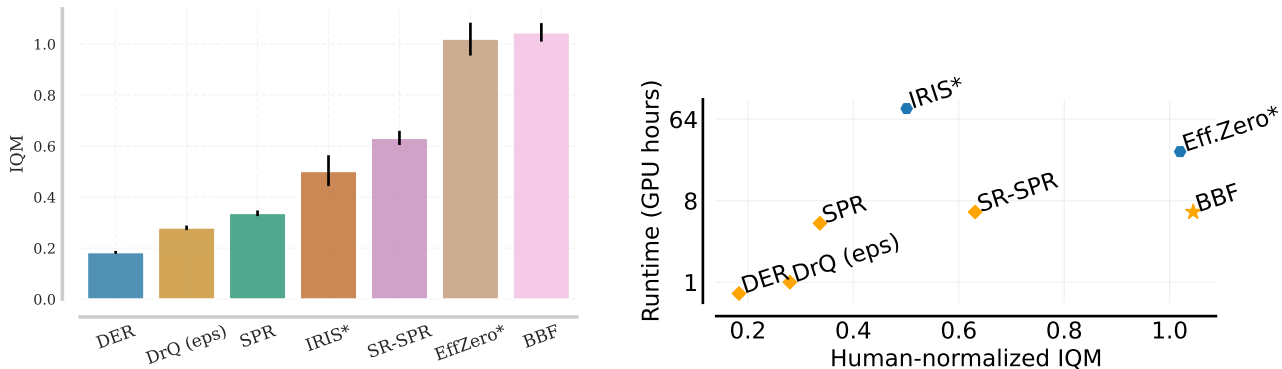 IQM
1.0
0.8
0.6
0.4
0.2
0.0
DER
DrQ (eps)
SPR
IRIS*
SR-SPR
EffZero*
BBF
Runtime (GPU hours)
64
8
1
IRIS*
Eff.Zero*
SPR
SR-SPR
BBF
DER
DrQ (eps)
0.2
0.4
0.6
0.8
1.0
Human-normalized IQM